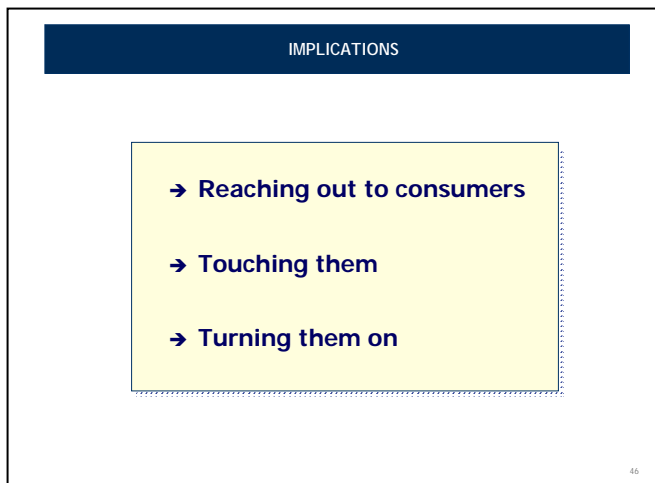 IMPLICATIONS
➔ Reaching out to consumers
➔ Touching them
➔ Turning them on
46